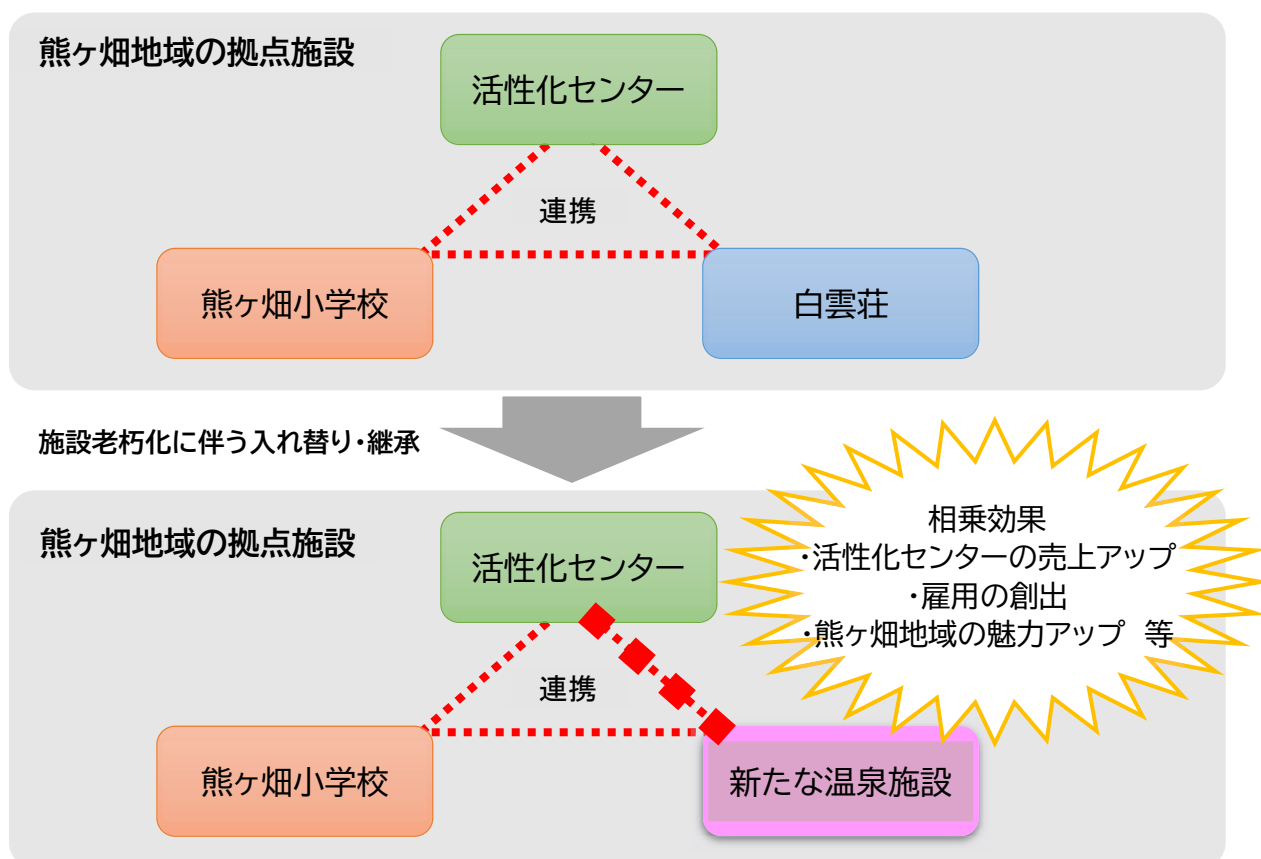 熊ヶ畑地域の拠点施設
活性化センター
連携
熊ヶ畑小学校
白雲荘
施設老朽化に伴う入れ替り・継承
熊ヶ畑地域の拠点施設
活性化センター
相乗効果
・活性化センターの売上アップ
・雇用の創出
・熊ヶ畑地域の魅力アップ 等
連携
熊ヶ畑小学校
新たな温泉施設